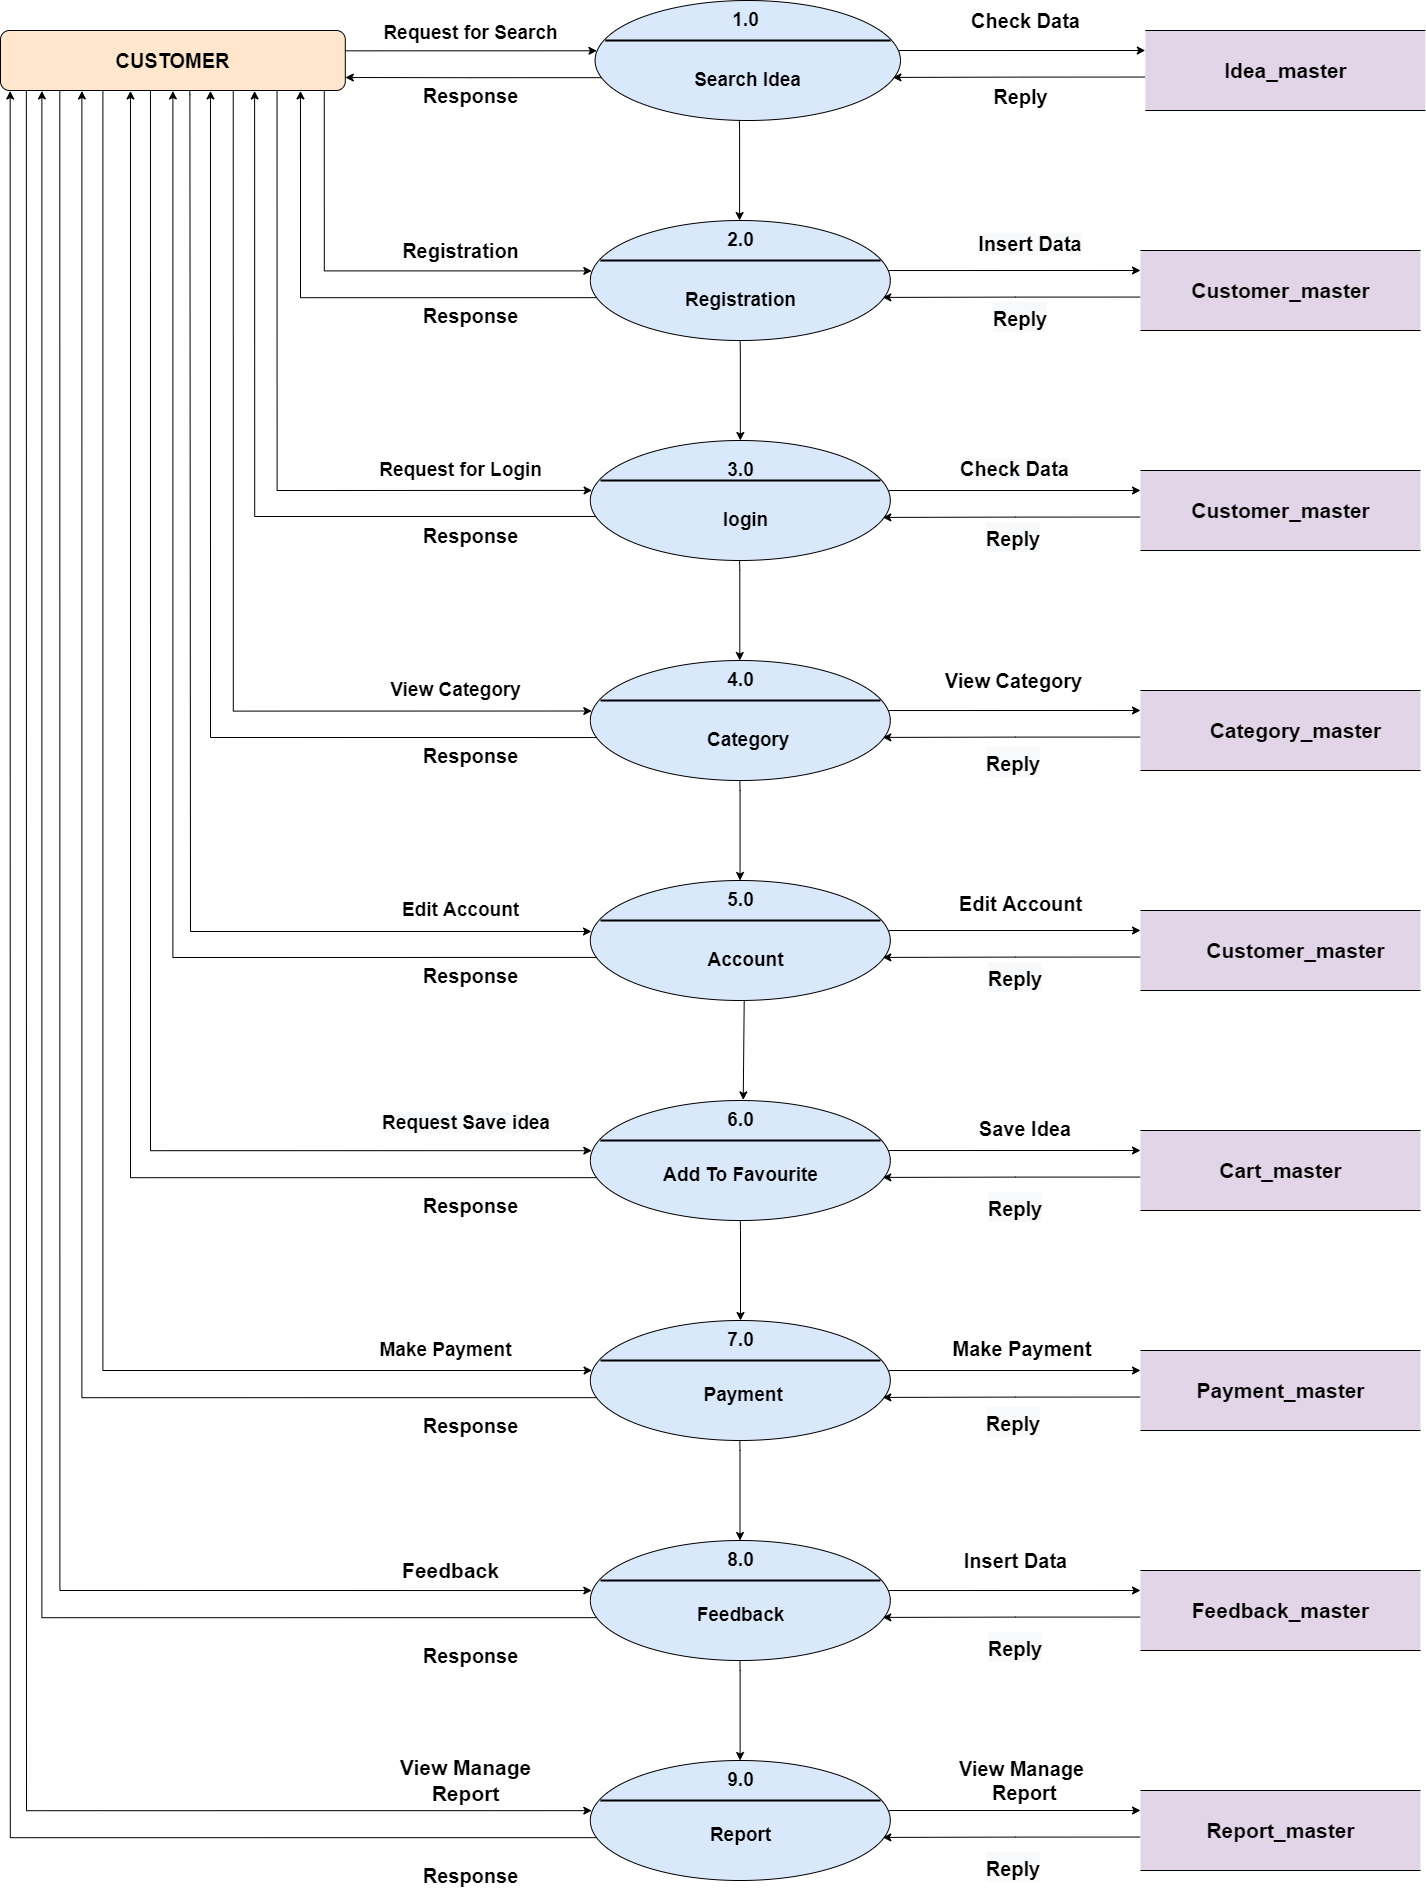 CUSTOMER
Request for Search
Response
1.0
Search Idea
Check Data
Reply
Idea_master
Registration
Response
2.0
Registration
Insert Data
Reply
Customer_master
Request for Login
Response
3.0
login
Check Data
Reply
Customer_master
View Category
Response
4.0
Category
View Category
Reply
Category_master
Edit Account
Response
5.0
Account
Edit Account
Reply
Customer_master
Request Save idea
Response
6.0
Add To Favourite
Save Idea
Reply
Cart_master
Make Payment
Response
7.0
Payment
Make Payment
Reply
Payment_master
Feedback
Response
8.0
Feedback
Insert Data
Reply
Feedback_master
View Manage
Report
Response
9.0
Report
View Manage
Report
Reply
Report_master